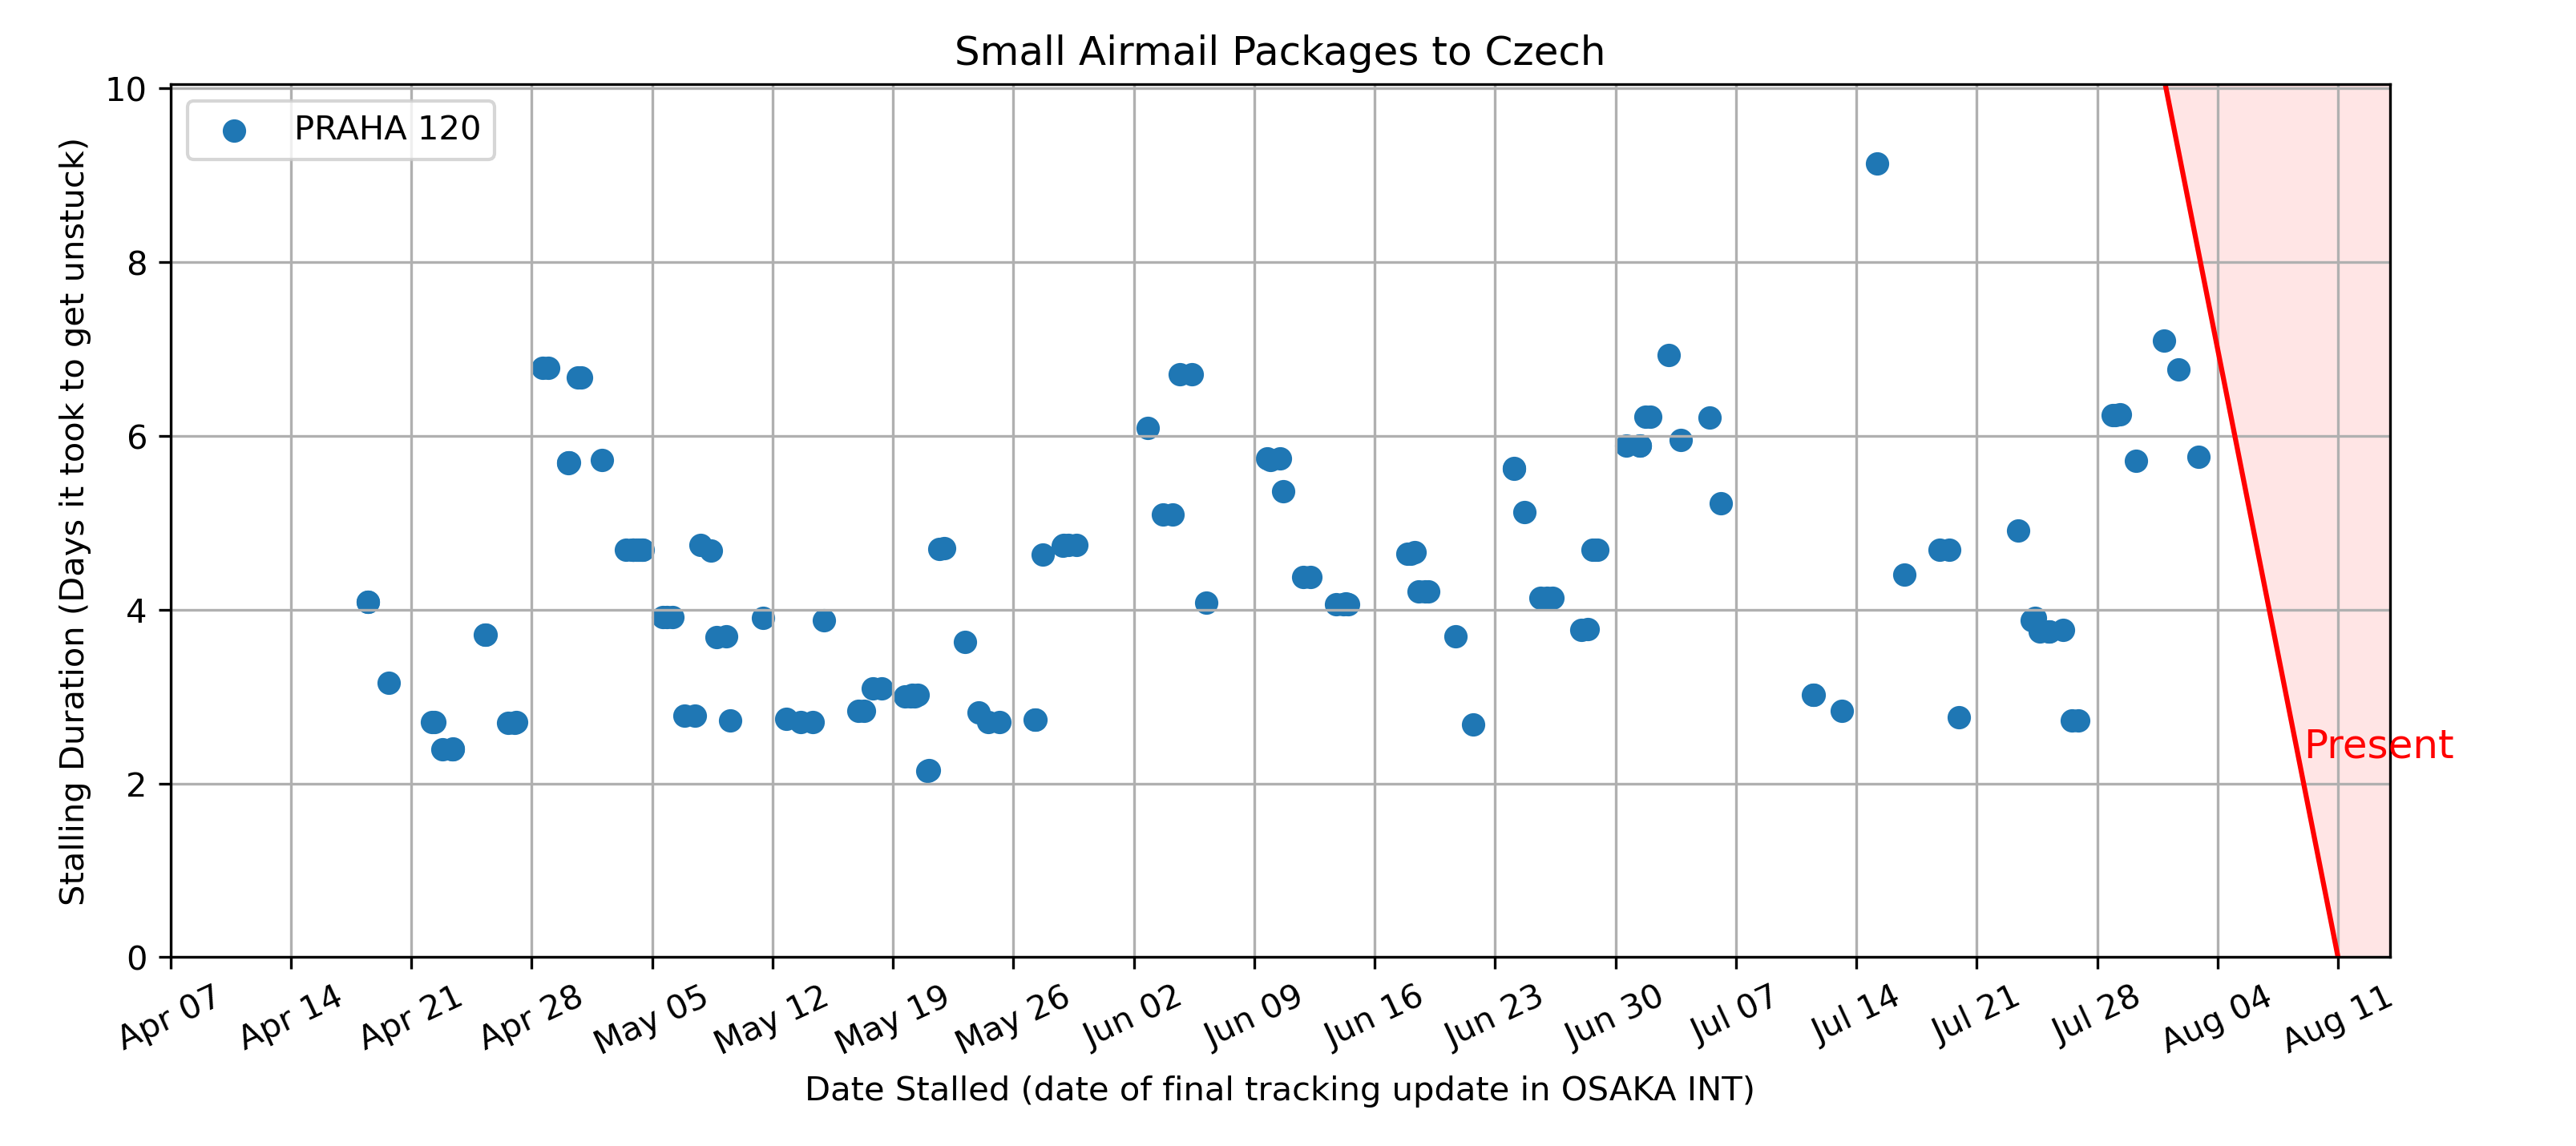 Small Airmail Packages to Czech
PRAHA 120
Stalling Duration (Days it took to get unstuck)
10
8
6
4
2
0
Present
Apr 07
Apr 14
Apr 21
Apr 28
May 05
May 12
May 19
May 26
Jun 02
Jun 09
Jun 16
Jun 23
Jun 30
Jul 07
Jul 14
Jul 21
Jul 28
Aug 04
Aug 11
Date Stalled (date of final tracking update in OSAKA INT)